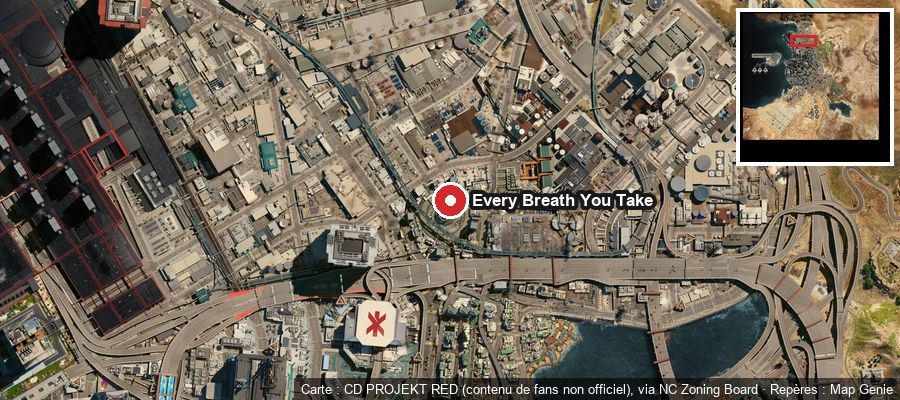 Every Breath You Take
Carte : CD PROJEKT RED (contenu de fans non officiel), via NC Zoning Board · Repères : Map Genie